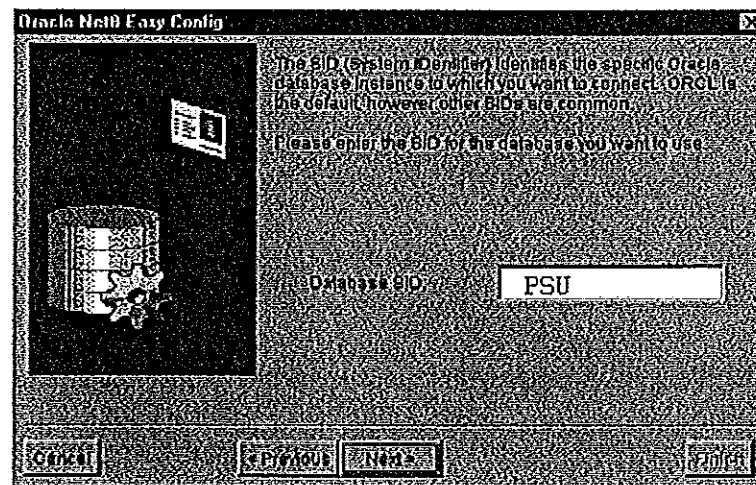 Oracle Net8 Easy Config
The SID (System IDentifier) identifies the specific Oracle
database instance to which you want to connect. ORCL is
the default, however other SIDs are common.
Please enter the SID for the database you want to use.
Database SID:
PSU
Cancel
< Previous
Next >
Finish